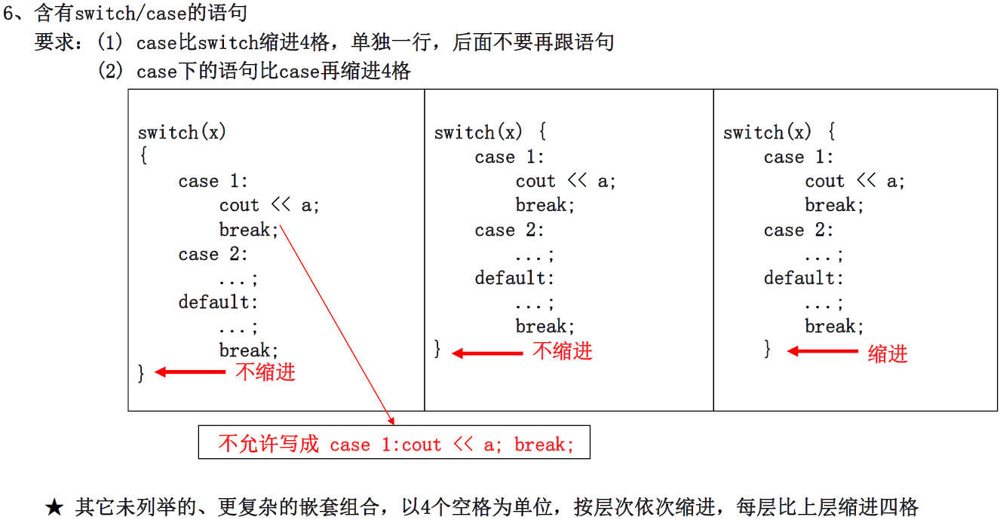 6、含有switch/case的语句
要求：(1) case比switch缩进4格，单独一行，后面不要再跟语句
(2) case下的语句比case再缩进4格
switch(x)
{
    case 1:
        cout << a;
        break;
    case 2:
        ...;
    default:
        ...;
        break;
} 不缩进
switch(x) {
    case 1:
        cout << a;
        break;
    case 2:
        ...;
    default:
        ...;
        break;
} 不缩进
switch(x) {
    case 1:
        cout << a;
        break;
    case 2:
        ...;
    default:
        ...;
        break;
    } 缩进
不允许写成 case 1:cout << a; break;
★ 其它未列举的、更复杂的嵌套组合，以4个空格为单位，按层次依次缩进，每层比上层缩进四格